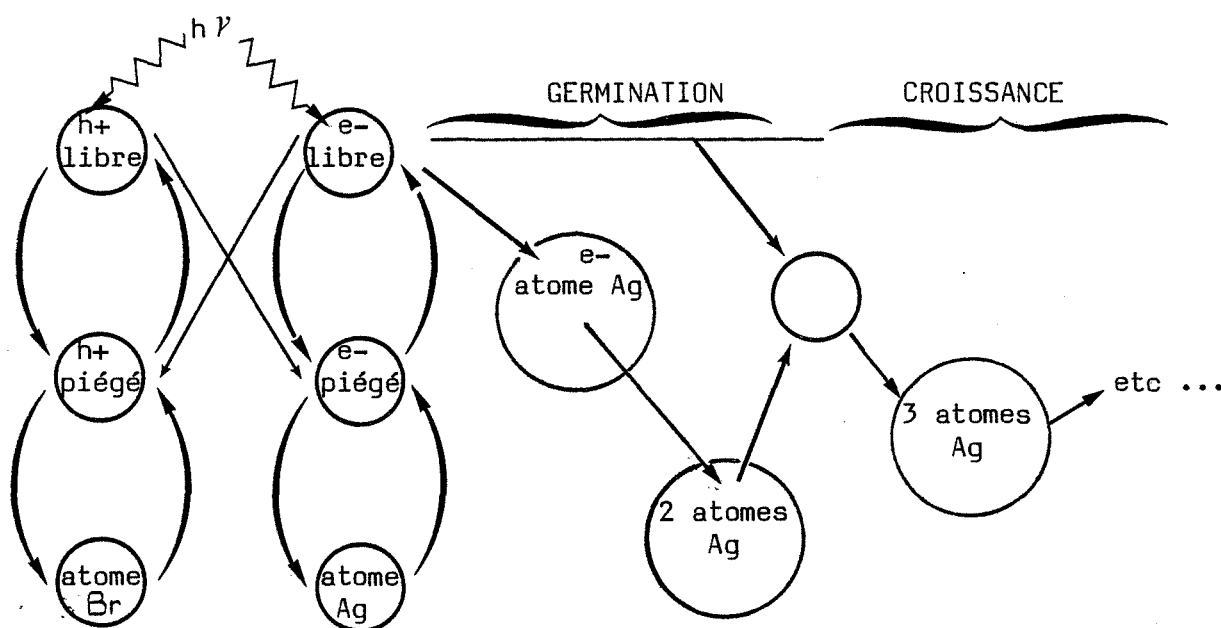 hν
GERMINATION
CROISSANCE
h+
libre
e-
libre
e-
atome Ag
h+
piégé
e-
piégé
etc ...
3 atomes
Ag
2 atomes
Ag
atome
Br
atome
Ag